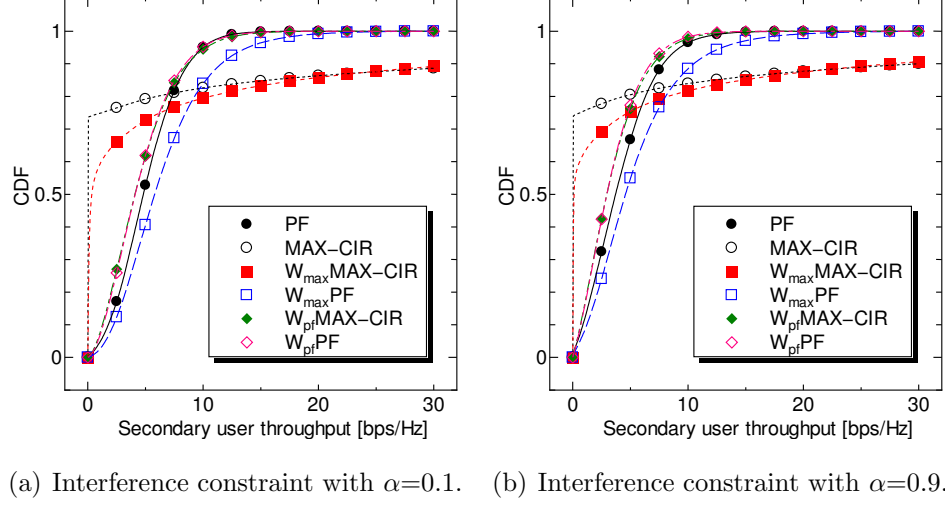 1
0.5
0
CDF
PF
MAX−CIR
WmaxMAX−CIR
WmaxPF
WpfMAX−CIR
WpfPF
0 10 20 30
Secondary user throughput [bps/Hz]
(a) Interference constraint with α=0.1.
1
0.5
0
CDF
PF
MAX−CIR
WmaxMAX−CIR
WmaxPF
WpfMAX−CIR
WpfPF
0 10 20 30
Secondary user throughput [bps/Hz]
(b) Interference constraint with α=0.9.